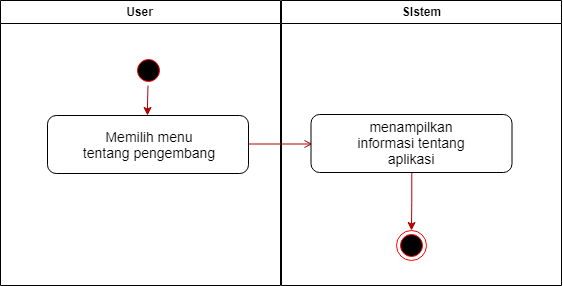 User
SIstem
Memilih menu
tentang pengembang
menampilkan
informasi tentang
aplikasi